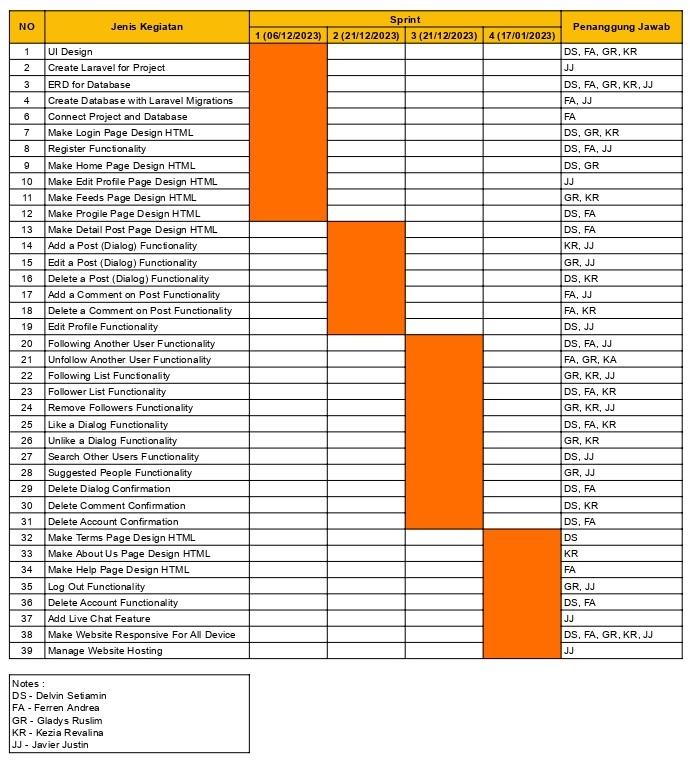 NO Jenis Kegiatan Sprint Penanggung Jawab
1 (06/12/2023) 2 (21/12/2023) 3 (21/12/2023) 4 (17/01/2023)
1 UI Design DS, FA, GR, KR
2 Create Laravel for Project JJ
3 ERD for Database DS, FA, GR, KR, JJ
4 Create Database with Laravel Migrations FA, JJ
6 Connect Project and Database FA
7 Make Login Page Design HTML DS, GR, KR
8 Register Functionality DS, FA, JJ
9 Make Home Page Design HTML DS, GR
10 Make Edit Profile Page Design HTML JJ
11 Make Feeds Page Design HTML GR, KR
12 Make Progile Page Design HTML DS, FA
13 Make Detail Post Page Design HTML DS, FA
14 Add a Post (Dialog) Functionality KR, JJ
15 Edit a Post (Dialog) Functionality GR, JJ
16 Delete a Post (Dialog) Functionality DS, KR
17 Add a Comment on Post Functionality FA, JJ
18 Delete a Comment on Post Functionality FA, KR
19 Edit Profile Functionality DS, JJ
20 Following Another User Functionality DS, FA, JJ
21 Unfollow Another User Functionality FA, GR, KA
22 Following List Functionality GR, KR, JJ
23 Follower List Functionality DS, FA, KR
24 Remove Followers Functionality GR, KR, JJ
25 Like a Dialog Functionality DS, FA, KR
26 Unlike a Dialog Functionality GR, KR
27 Search Other Users Functionality DS, JJ
28 Suggested People Functionality GR, JJ
29 Delete Dialog Confirmation DS, FA
30 Delete Comment Confirmation DS, KR
31 Delete Account Confirmation DS, FA
32 Make Terms Page Design HTML DS
33 Make About Us Page Design HTML KR
34 Make Help Page Design HTML FA
35 Log Out Functionality GR, JJ
36 Delete Account Functionality DS, FA
37 Add Live Chat Feature JJ
38 Make Website Responsive For All Device DS, FA, GR, KR, JJ
39 Manage Website Hosting JJ
Notes :
DS - Delvin Setiamin
FA - Ferren Andrea
GR - Gladys Ruslim
KR - Kezia Revalina
JJ - Javier Justin